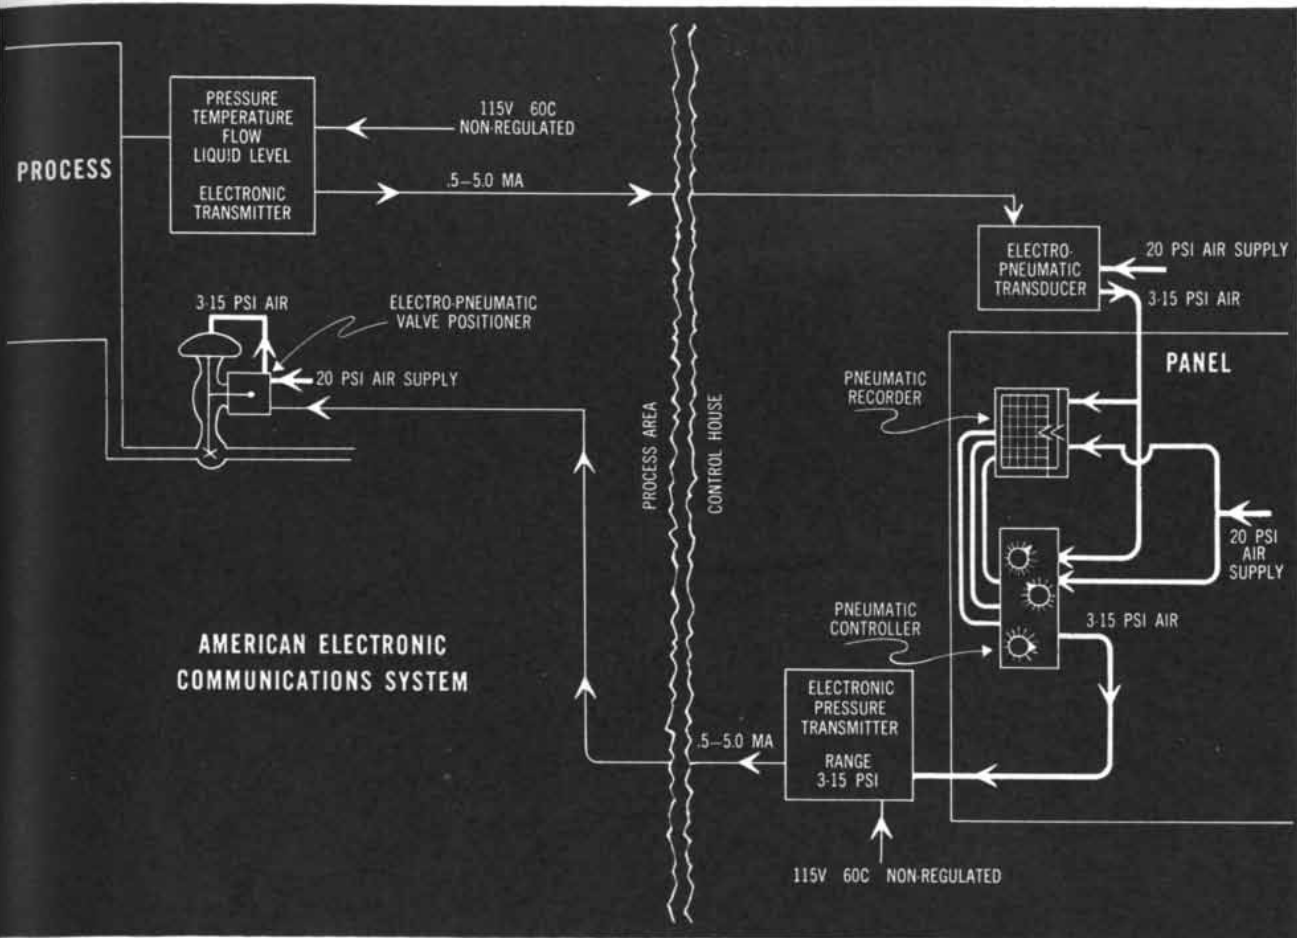 PRESSURE
TEMPERATURE
FLOW
LIQUID LEVEL
ELECTRONIC
TRANSMITTER
115V 60C
NON-REGULATED
PROCESS
.5—5.0 MA
ELECTRO-
PNEUMATIC
TRANSDUCER
20 PSI AIR SUPPLY
3-15 PSI AIR
3-15 PSI AIR
ELECTRO-PNEUMATIC
VALVE POSITIONER
20 PSI AIR SUPPLY
PANEL
PNEUMATIC
RECORDER
PROCESS AREA
CONTROL HOUSE
20 PSI
AIR
SUPPLY
PNEUMATIC
CONTROLLER
3-15 PSI AIR
AMERICAN ELECTRONIC
COMMUNICATIONS SYSTEM
ELECTRONIC
PRESSURE
TRANSMITTER
RANGE
3-15 PSI
.5—5.0 MA
115V 60C NON-REGULATED